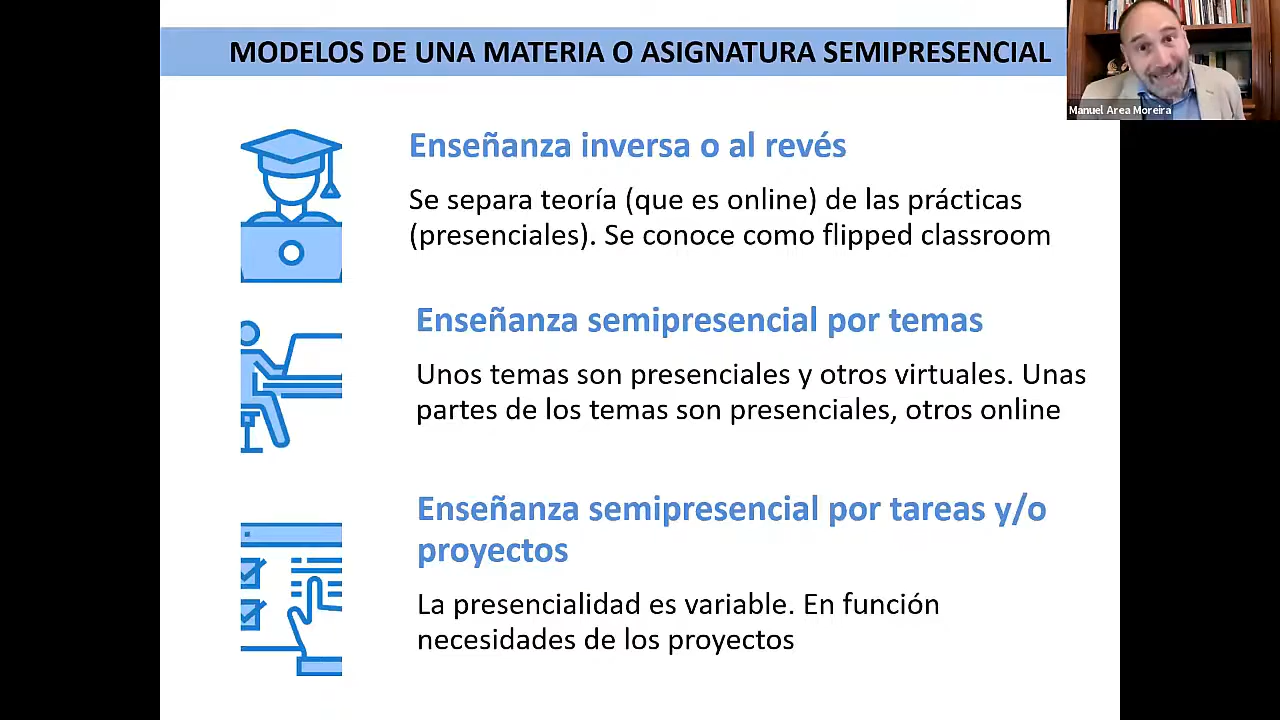 MODELOS DE UNA MATERIA O ASIGNATURA SEMIPRESENCIAL
Manuel Area Moreira
Enseñanza inversa o al revés
Se separa teoría (que es online) de las prácticas
(presenciales). Se conoce como flipped classroom
Enseñanza semipresencial por temas
Unos temas son presenciales y otros virtuales. Unas
partes de los temas son presenciales, otros online
Enseñanza semipresencial por tareas y/o
proyectos
La presencialidad es variable. En función
necesidades de los proyectos